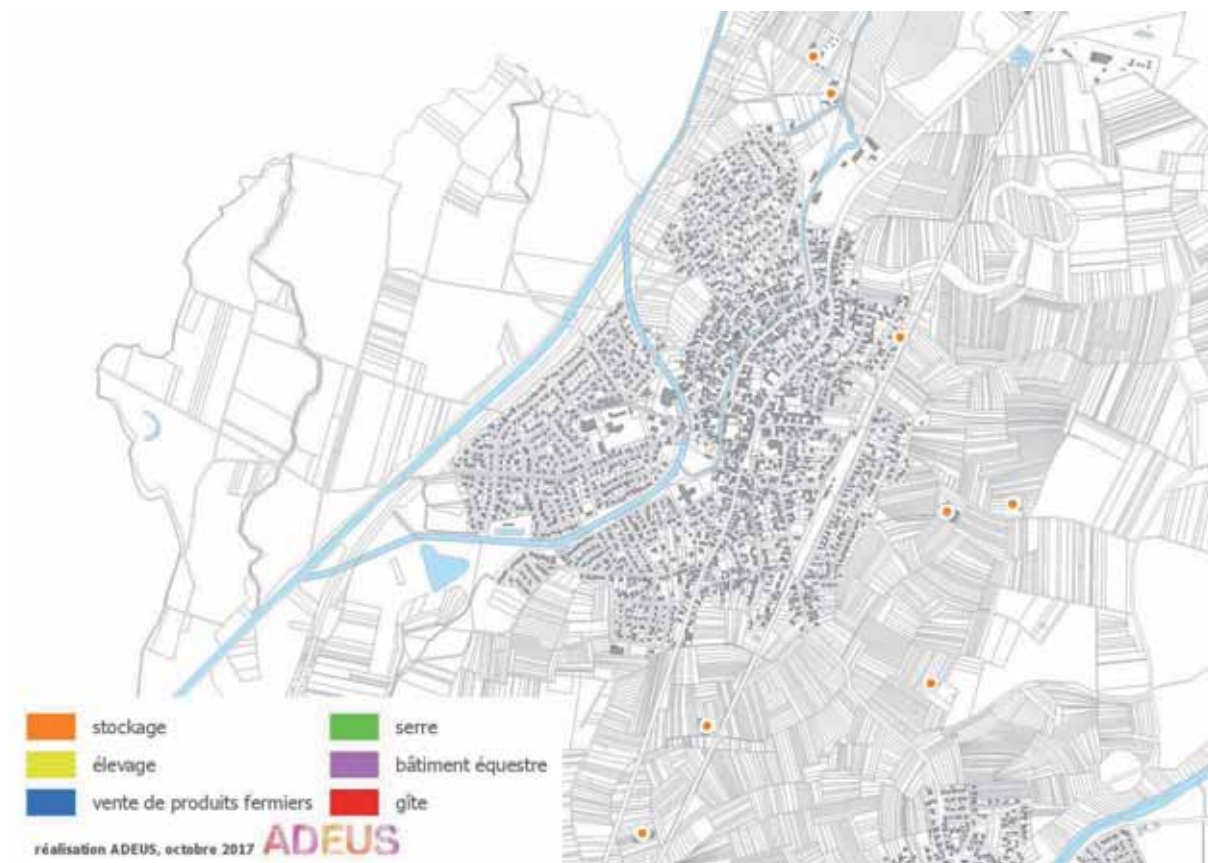 stockage
élevage
vente de produits fermiers
serre
bâtiment équestre
gîte
réalisation ADEUS, octobre 2017 ADEUS